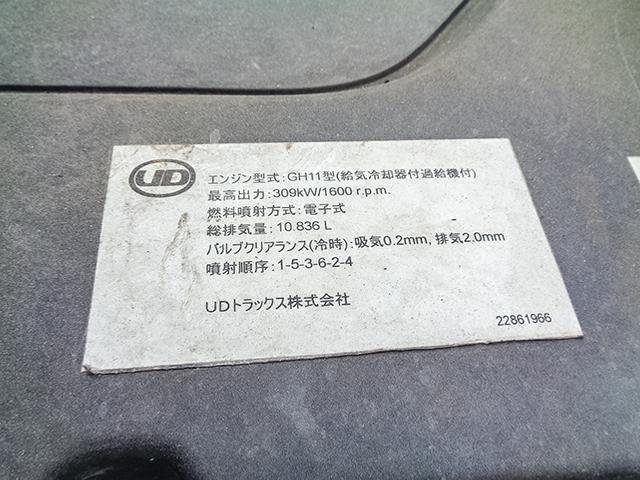 UD
エンジン型式:GH11型(給気冷却器付過給機付)
最高出力:309kW/1600 r.p.m.
燃料噴射方式:電子式
総排気量:10.836 L
バルブクリアランス(冷時):吸気0.2mm, 排気2.0mm
噴射順序:1-5-3-6-2-4
UDトラックス株式会社
22861966